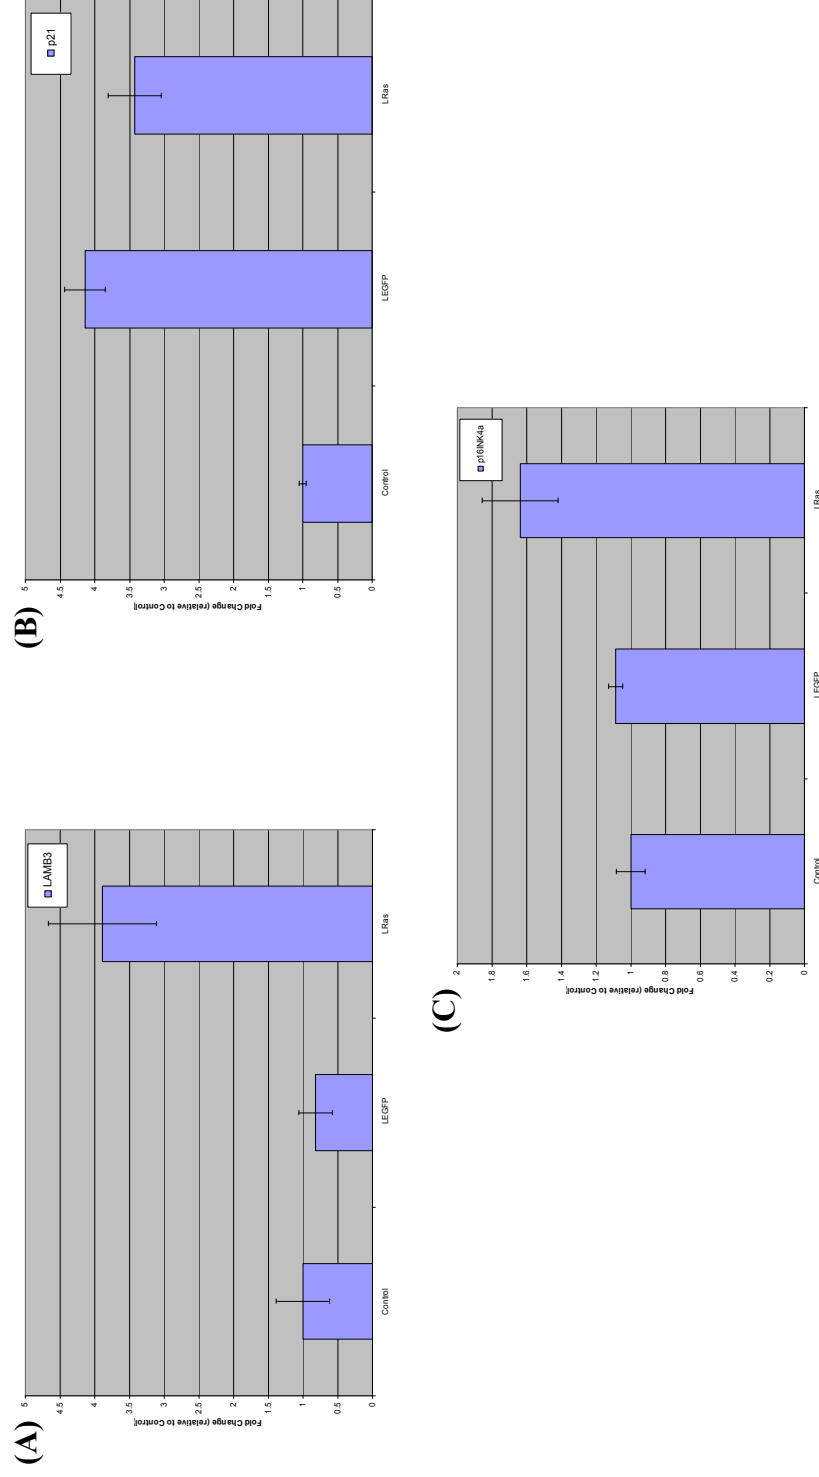 (A)
LAMB3
5
4.5
4
3.5
3
2.5
2
1.5
1
0.5
0
Fold Change (relative to Control)
Control
LEGFP
LRas
(B)
p21
5
4.5
4
3.5
3
2.5
2
1.5
1
0.5
0
Fold Change (relative to Control)
Control
LEGFP
LRas
(C)
p16INK4a
2
1.8
1.6
1.4
1.2
1
0.8
0.6
0.4
0.2
0
Fold Change (relative to Control)
Control
LEGFP
LRas